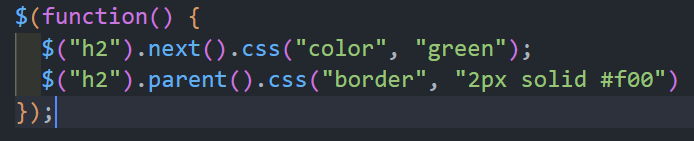 $(function() {
  $("h2").next().css("color", "green");
  $("h2").parent().css("border", "2px solid #f00")
});